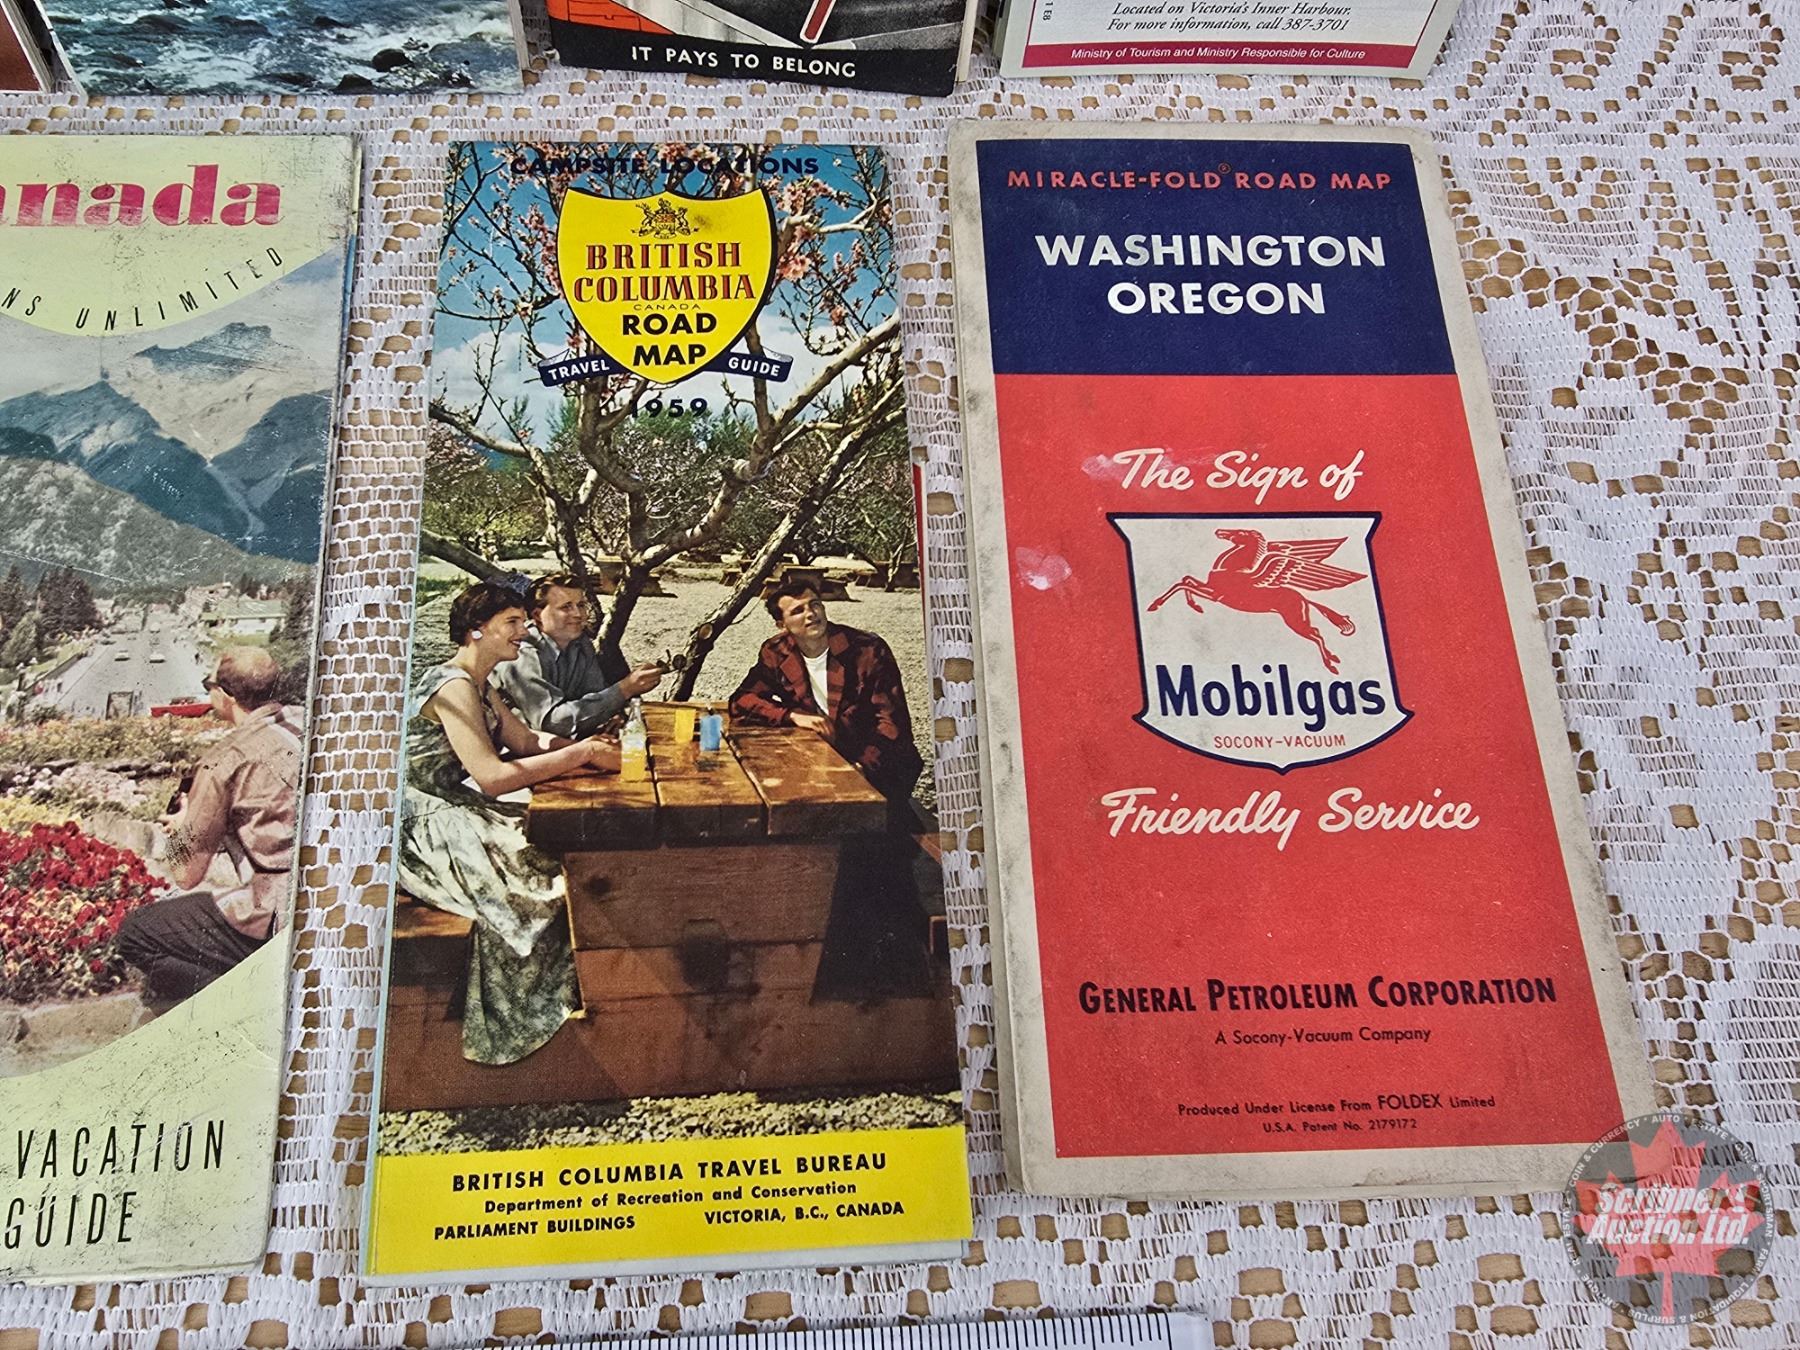 IT PAYS TO BELONG
Located on Victoria's Inner Harbour.
For more information, call 387-3701
Ministry of Tourism and Ministry Responsible for Culture
anada
NS UNLIMITED
VACATION
GUIDE
CAMPSITE LOCATIONS
BRITISH
COLUMBIA
CANADA
ROAD
MAP
TRAVEL GUIDE
1959
BRITISH COLUMBIA TRAVEL BUREAU
Department of Recreation and Conservation
PARLIAMENT BUILDINGS VICTORIA, B.C., CANADA
MIRACLE-FOLD® ROAD MAP
WASHINGTON
OREGON
The Sign of
Mobilgas
SOCONY-VACUUM
Friendly Service
GENERAL PETROLEUM CORPORATION
A Socony-Vacuum Company
Produced Under License From FOLDEX Limited
U.S.A. Patent No. 2179172
Scribner's
Auction Ltd.